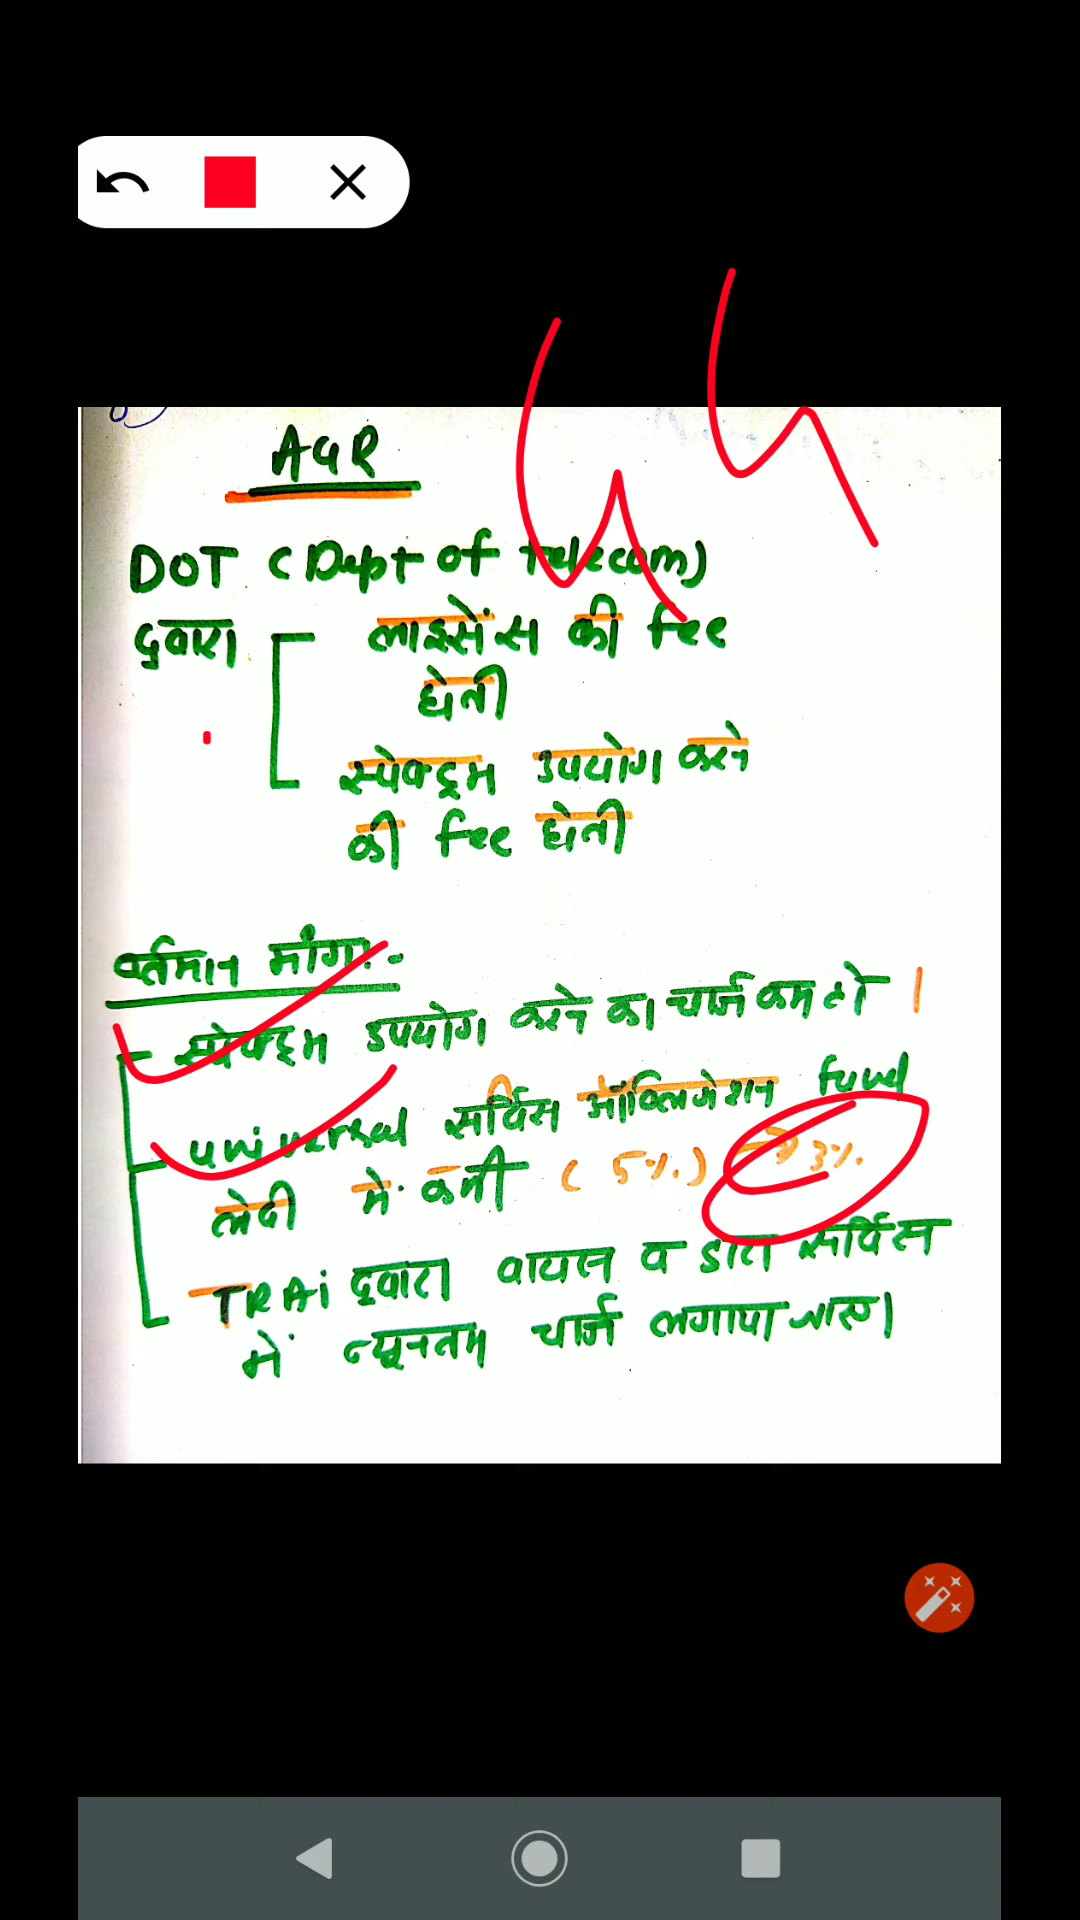 AGR
DOT (Dept of Telecom)
द्वारा लाइसेंस की fee
देनी
स्पेक्ट्रम उपयोग करने
की fee देनी
वर्तमान मांग:-
स्पेक्ट्रम उपयोग करने का चार्ज कम हो।
universal सर्विस ऑब्लिगेशन fund
लेवी में कमी (5%) → 3%.
TRAi द्वारा वायस व डाटा सर्विस
में न्यूनतम चार्ज लगाया जाए।